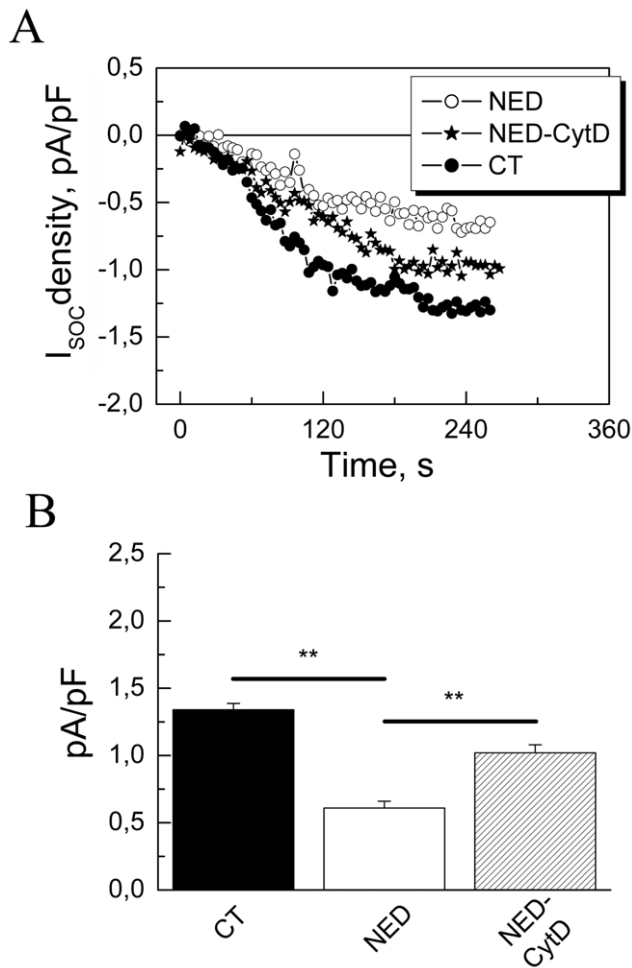 A
I_SOC density, pA/pF
0,5
0,0
-0,5
-1,0
-1,5
-2,0
NED
NED-CytD
CT
0
120
240
360
Time, s
B
pA/pF
2,5
2,0
1,5
1,0
0,5
0,0
**
**
CT
NED
NED-
CytD